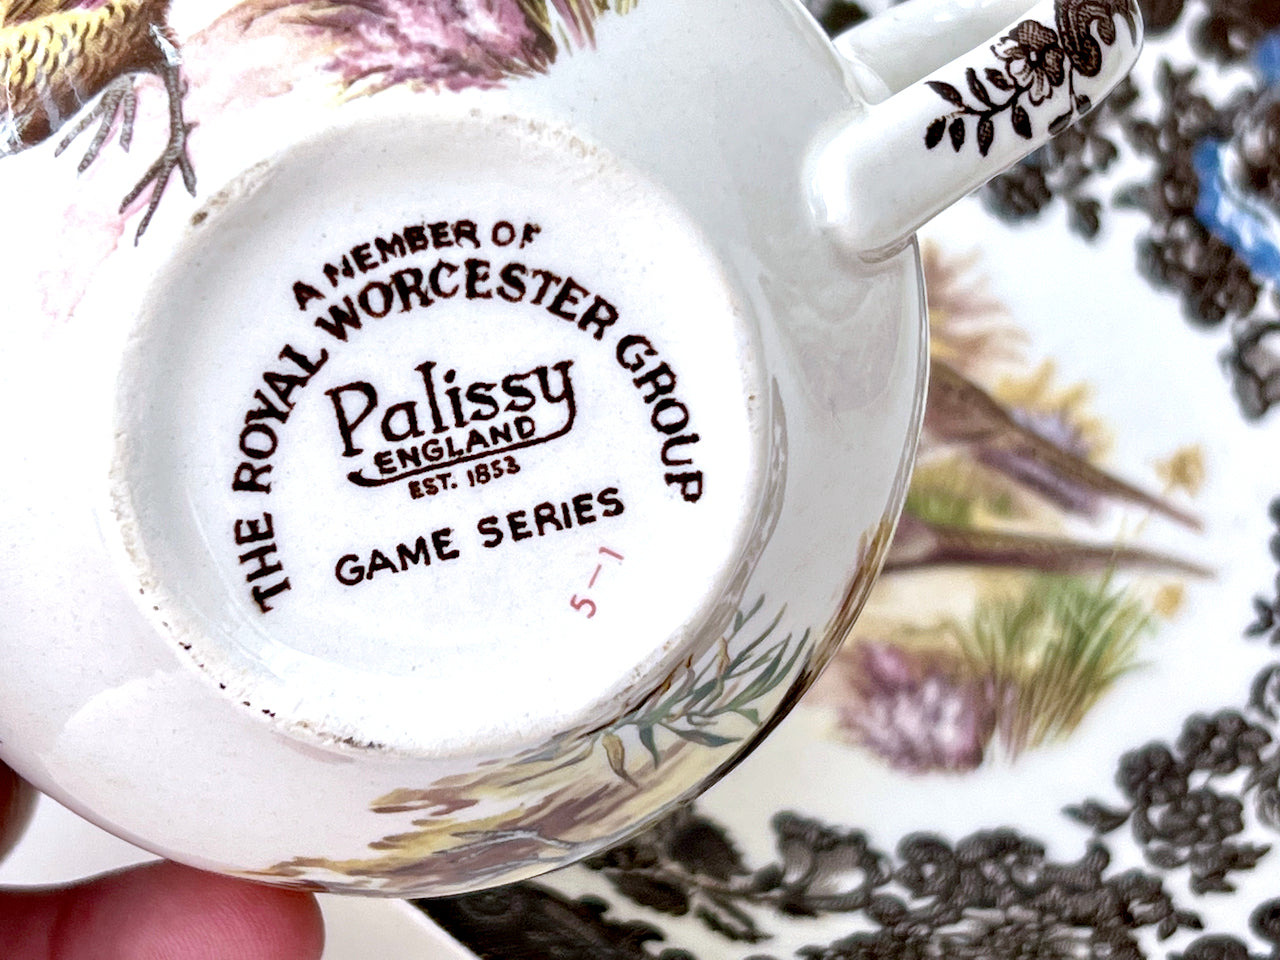 A MEMBER OF
THE ROYAL WORCESTER GROUP
Palissy
ENGLAND
EST. 1853
GAME SERIES
5-1